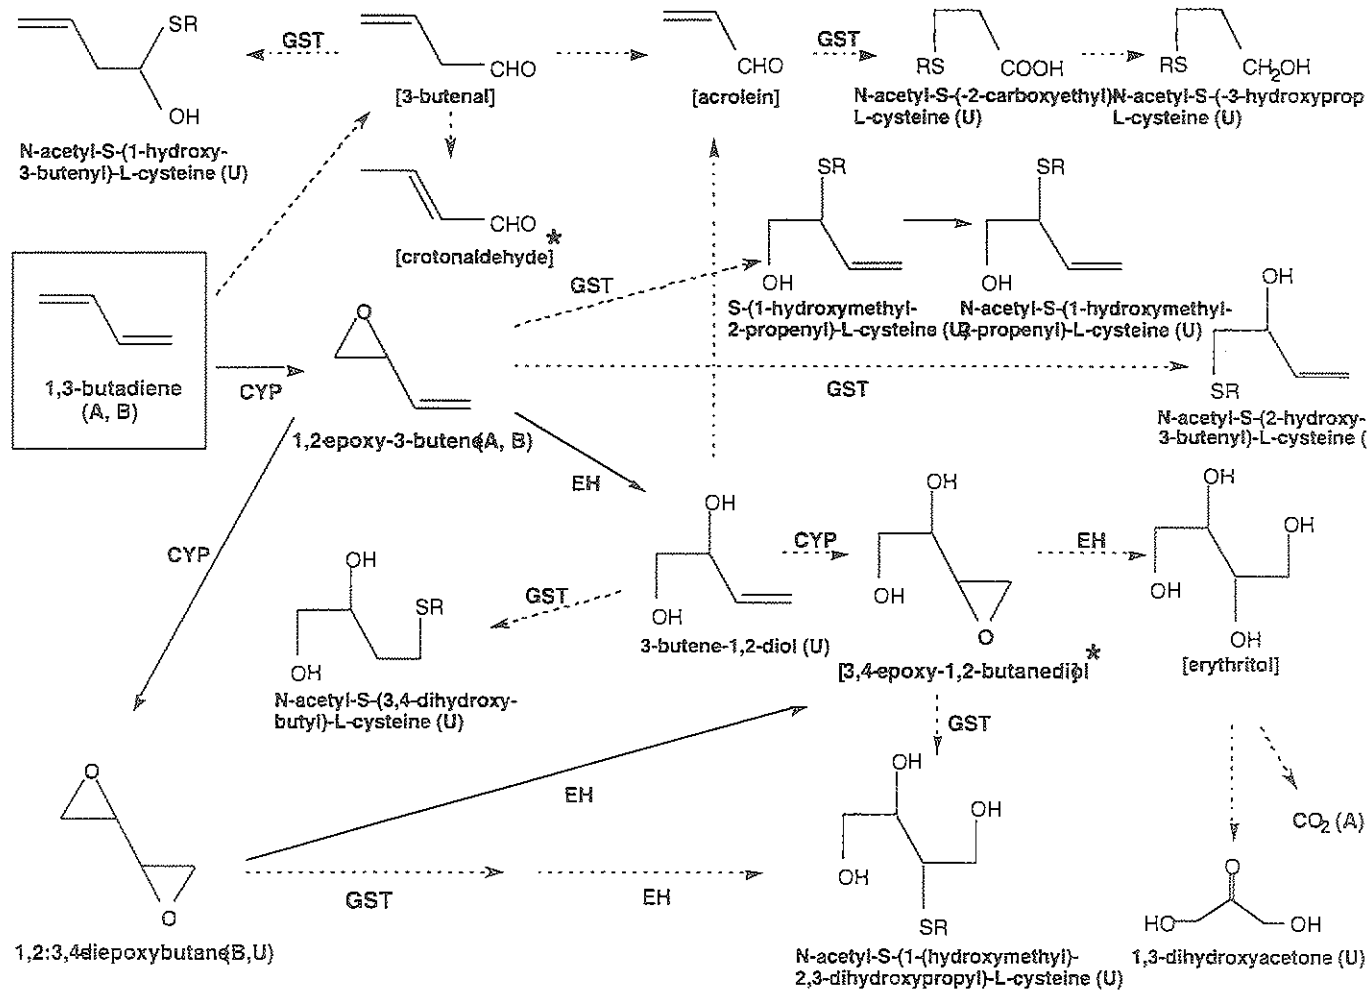 SR
GST
OH
N-acetyl-S-(1-hydroxy-
3-butenyl)-L-cysteine (U)
CHO
[3-butenal]
CHO
[acrolein]
GST
RS
COOH
N-acetyl-S-(-2-carboxyethyl)
L-cysteine (U)
RS
CH2OH
N-acetyl-S-(-3-hydroxyprop
L-cysteine (U)
CHO
*
[crotonaldehyde]
1,3-butadiene
(A, B)
CYP
O
1,2-epoxy-3-butene(A, B)
GST
SR
OH
S-(1-hydroxymethyl-
2-propenyl)-L-cysteine (U)
SR
OH
N-acetyl-S-(1-hydroxymethyl-
2-propenyl)-L-cysteine (U)
GST
OH
SR
N-acetyl-S-(2-hydroxy-
3-butenyl)-L-cysteine (
EH
CYP
OH
OH
3-butene-1,2-diol (U)
GST
OH
SR
OH
N-acetyl-S-(3,4-dihydroxy-
butyl)-L-cysteine (U)
CYP
OH
OH
O
[3,4-epoxy-1,2-butanediol]
*
EH
OH
OH
OH
OH
[erythritol]
GST
O
O
1,2:3,4-diepoxybutane(B,U)
EH
GST
EH
OH
OH
OH
SR
N-acetyl-S-(1-(hydroxymethyl)-
2,3-dihydroxypropyl)-L-cysteine (U)
CO2 (A)
O
HO
OH
1,3-dihydroxyacetone (U)